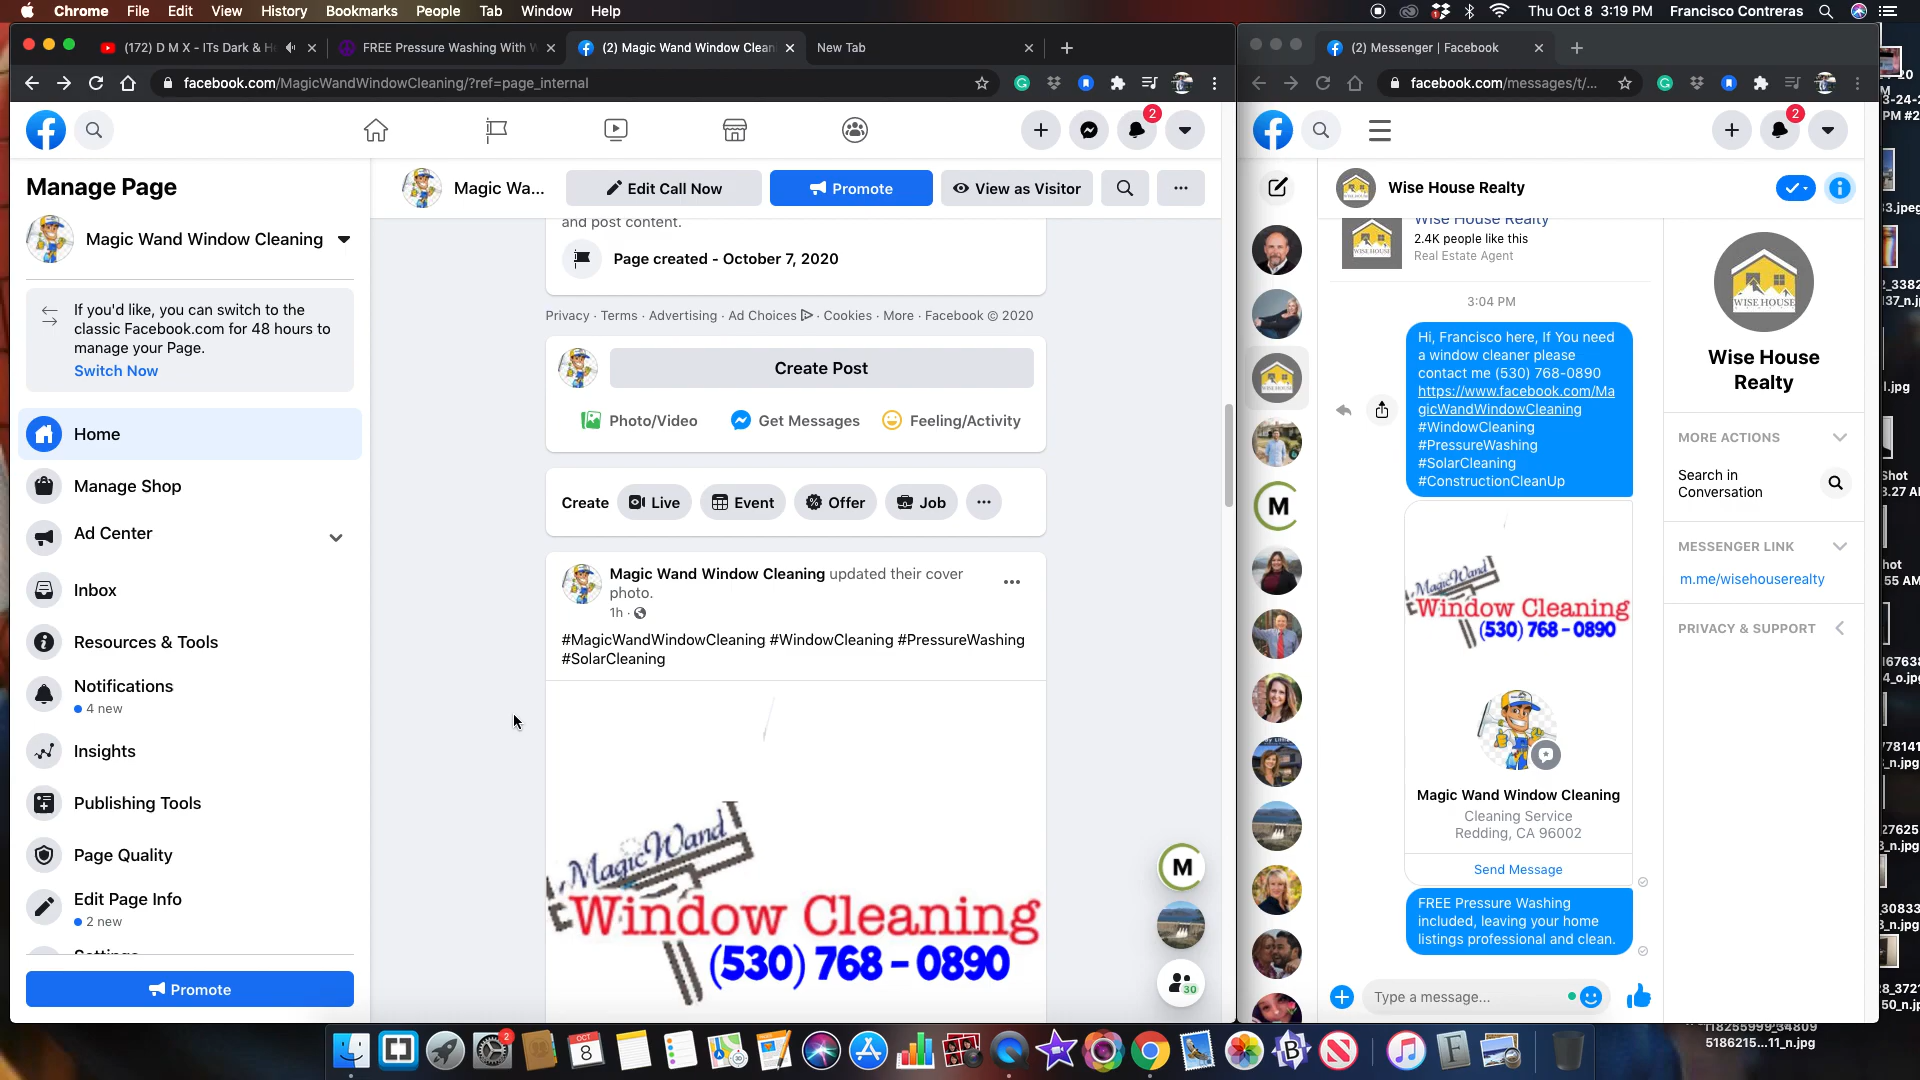 Chrome File Edit View History Bookmarks People Tab Window Help
Thu Oct 8 3:19 PM Francisco Contreras
(172) D M X - ITs Dark & H
FREE Pressure Washing With W
(2) Magic Wand Window Clean
New Tab
facebook.com/MagicWandWindowCleaning/?ref=page_internal
(2) Messenger | Facebook
facebook.com/messages/t/...
2
2
Manage Page
Magic Wand Window Cleaning
If you'd like, you can switch to the
classic Facebook.com for 48 hours to
manage your Page.
Switch Now
Home
Manage Shop
Ad Center
Inbox
Resources & Tools
Notifications
4 new
Insights
Publishing Tools
Page Quality
Edit Page Info
2 new
Settings
Promote
Magic Wa...
Edit Call Now
Promote
View as Visitor
and post content.
Page created - October 7, 2020
Privacy · Terms · Advertising · Ad Choices · Cookies · More · Facebook © 2020
Create Post
Photo/Video
Get Messages
Feeling/Activity
Create
Live
Event
Offer
Job
Magic Wand Window Cleaning updated their cover
photo.
1h
#MagicWandWindowCleaning #WindowCleaning #PressureWashing
#SolarCleaning
MagicWand
Window Cleaning
(530) 768 - 0890
M
30
Wise House Realty
Wise House Realty
2.4K people like this
Real Estate Agent
3:04 PM
Hi, Francisco here, If You need
a window cleaner please
contact me (530) 768-0890
https://www.facebook.com/Ma
gicWandWindowCleaning
#WindowCleaning
#PressureWashing
#SolarCleaning
#ConstructionCleanUp
MagicWand
Window Cleaning
(530) 768 - 0890
Magic Wand Window Cleaning
Cleaning Service
Redding, CA 96002
Send Message
FREE Pressure Washing
included, leaving your home
listings professional and clean.
Type a message...
M
WISE HOUSE
Wise House
Realty
MORE ACTIONS
Search in
Conversation
MESSENGER LINK
m.me/wisehouserealty
PRIVACY & SUPPORT
2
OCT
8